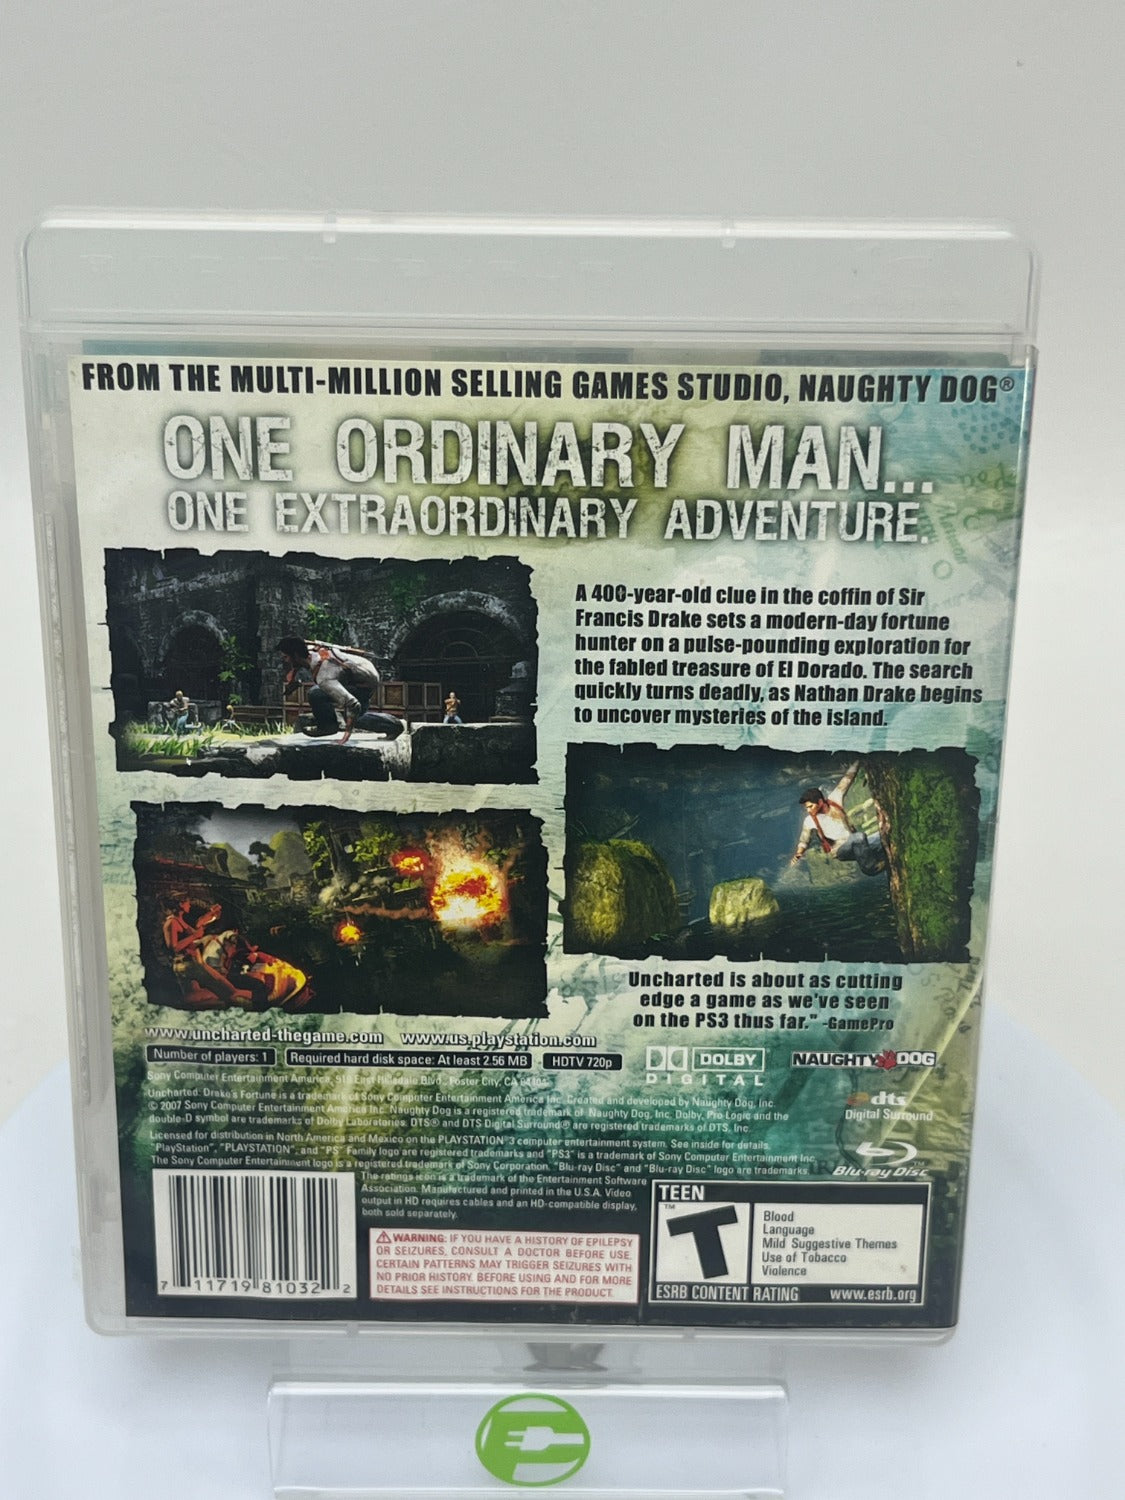 FROM THE MULTI-MILLION SELLING GAMES STUDIO, NAUGHTY DOG®
ONE ORDINARY MAN...
ONE EXTRAORDINARY ADVENTURE.
A 400-year-old clue in the coffin of Sir
Francis Drake sets a modern-day fortune
hunter on a pulse-pounding exploration for
the fabled treasure of El Dorado. The search
quickly turns deadly, as Nathan Drake begins
to uncover mysteries of the island.
Uncharted is about as cutting
edge a game as we've seen
on the PS3 thus far." -GamePro
www.uncharted-thegame.com www.us.playstation.com
Number of players: 1 Required hard disk space: At least 2.56 MB HDTV 720p
DOLBY
DIGITAL
NAUGHTY DOG
dts
Digital Surround
Blu-ray Disc™
Sony Computer Entertainment America, 919 East Hillsdale Blvd., Foster City, CA 94404
Uncharted: Drake's Fortune is a trademark of Sony Computer Entertainment America Inc. Created and developed by Naughty Dog, Inc.
© 2007 Sony Computer Entertainment America Inc. Naughty Dog is a registered trademark of Naughty Dog, Inc. Dolby, Pro Logic and the
double-D symbol are trademarks of Dolby Laboratories. DTS® and DTS Digital Surround® are registered trademarks of DTS, Inc.
Licensed for distribution in North America and Mexico on the PLAYSTATION 3 computer entertainment system. See inside for details.
"PlayStation", "PLAYSTATION", and "PS" Family logo are registered trademarks and "PS3" is a trademark of Sony Computer Entertainment Inc.
The Sony Computer Entertainment logo is a registered trademark of Sony Corporation. "Blu-ray Disc" and "Blu-ray Disc" logo are trademarks.
The ratings icon is a trademark of the Entertainment Software
Association. Manufactured and printed in the U.S.A. Video
output in HD requires cables and an HD-compatible display,
both sold separately.
WARNING: IF YOU HAVE A HISTORY OF EPILEPSY
OR SEIZURES, CONSULT A DOCTOR BEFORE USE.
CERTAIN PATTERNS MAY TRIGGER SEIZURES WITH
NO PRIOR HISTORY. BEFORE USING AND FOR MORE
DETAILS SEE INSTRUCTIONS FOR THE PRODUCT.
7 11719 81032 2
TEEN
™
T
Blood
Language
Mild Suggestive Themes
Use of Tobacco
Violence
ESRB CONTENT RATING www.esrb.org